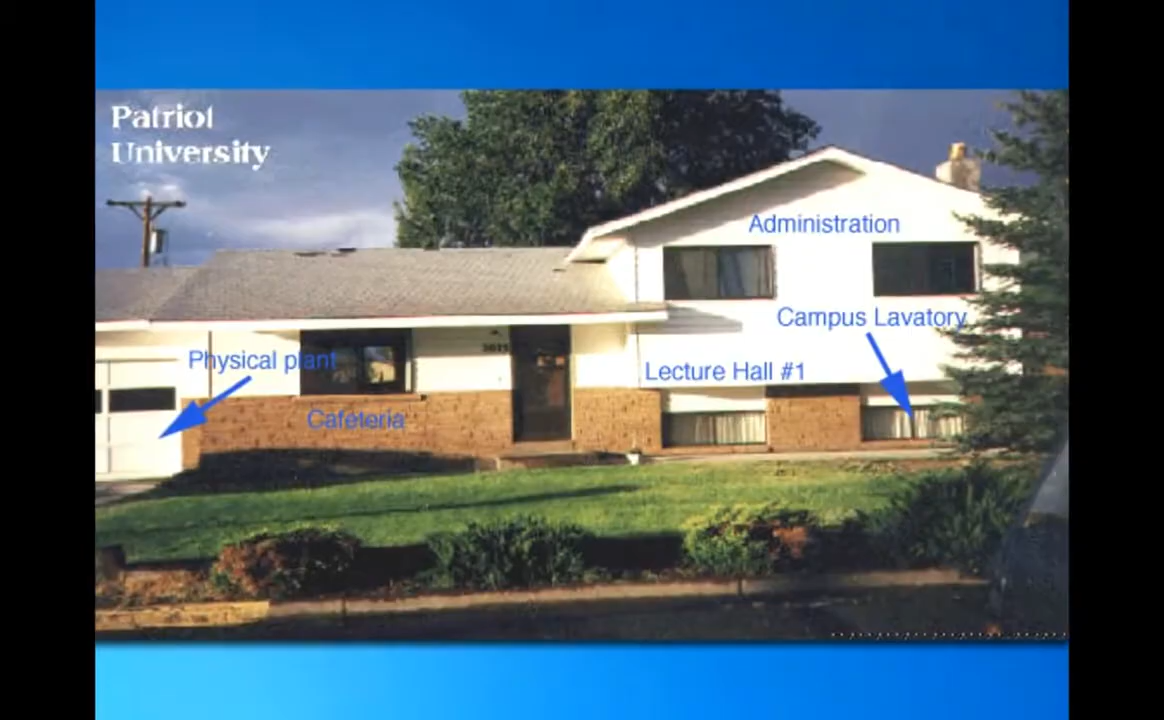 Patriot
University
Administration
Campus Lavatory
Physical plant
Lecture Hall #1
Cafeteria